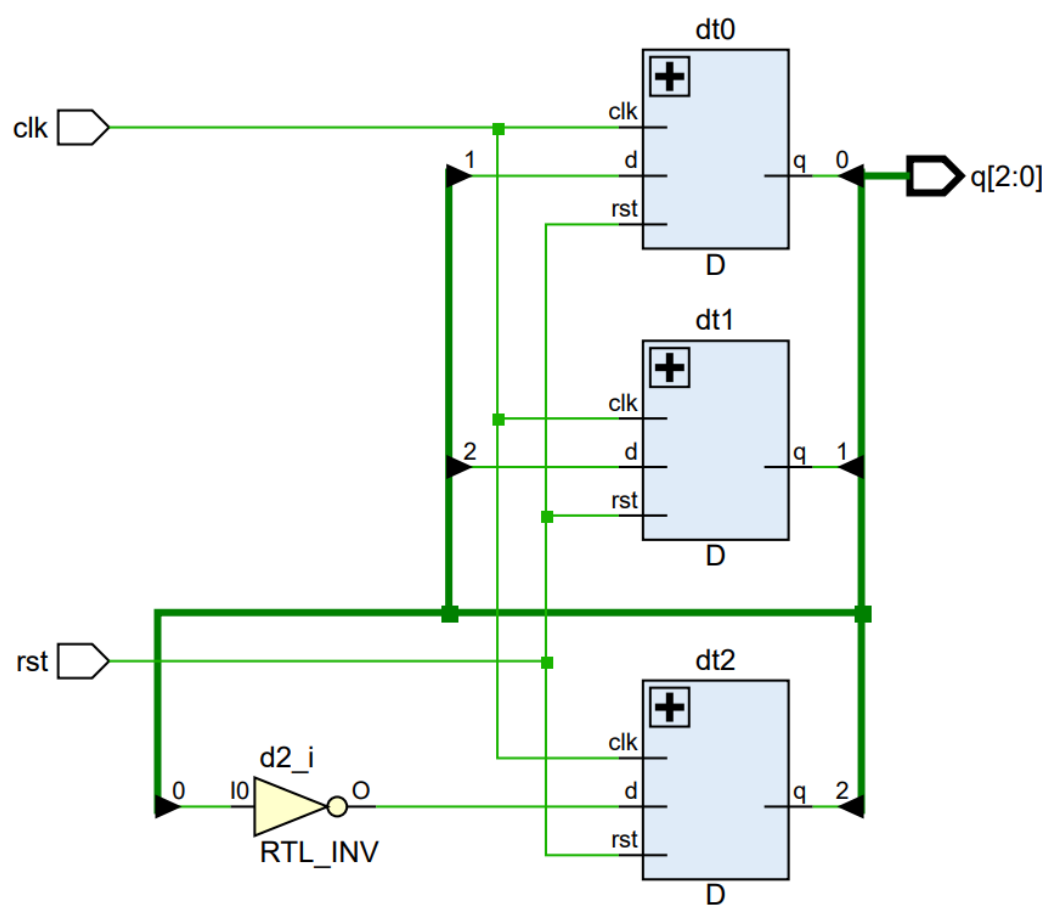 dt0
clk
clk
1
d
q
0
q[2:0]
rst
D
dt1
clk
2
d
q
1
rst
D
rst
dt2
clk
d2_i
0
I0
O
d
q
2
rst
RTL_INV
D